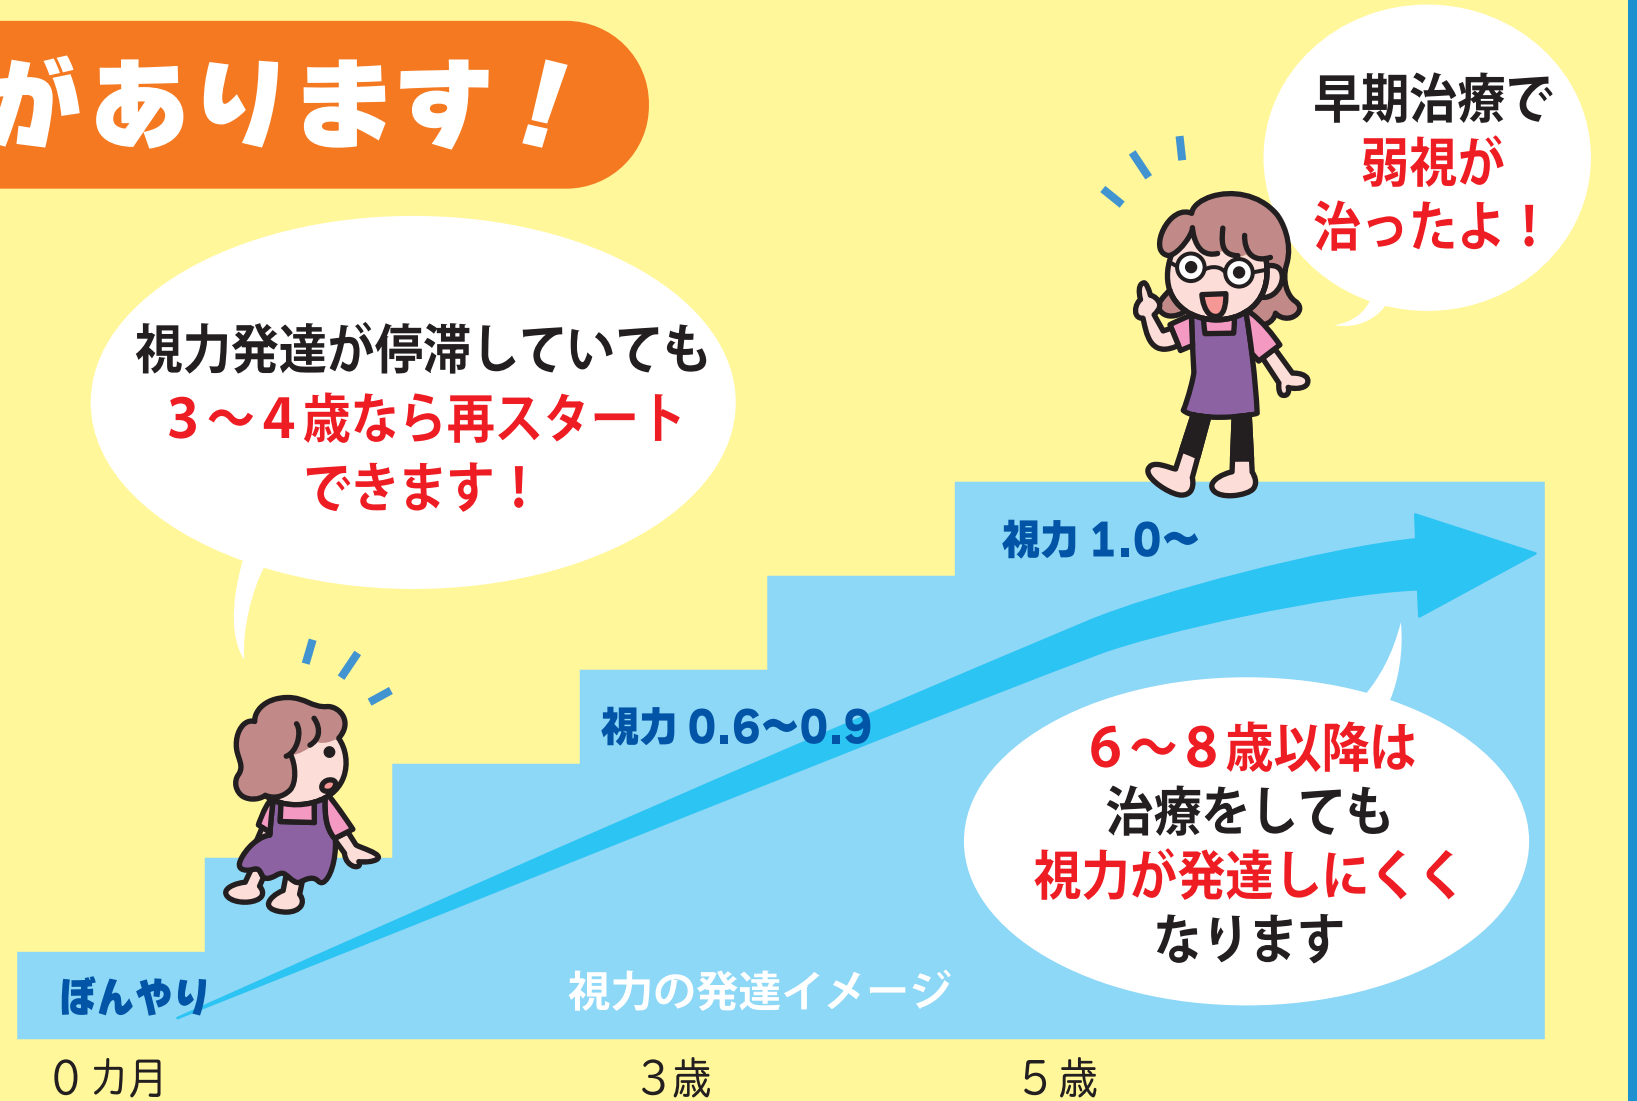 があります！
早期治療で
弱視が
治ったよ！
視力発達が停滞していても
3～4歳なら再スタート
できます！
視力 1.0～
視力 0.6～0.9
6～8歳以降は
治療をしても
視力が発達しにくく
なります
ぼんやり
視力の発達イメージ
0 カ月
3歳
5歳